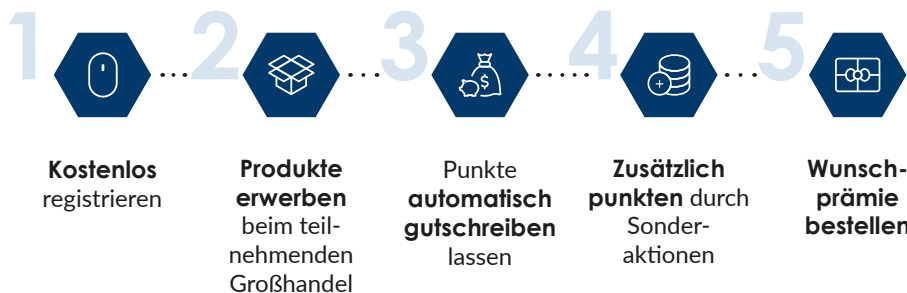 1
Kostenlos
registrieren
2
Produkte
erwerben
beim teil-
nehmenden
Großhandel
3
$
Punkte
automatisch
gutschreiben
lassen
4
+
Zusätzlich
punkten durch
Sonder-
aktionen
5
Wunsch-
prämie
bestellen